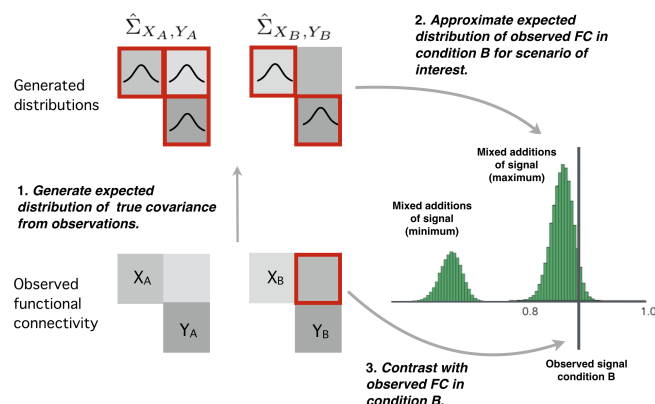 Σ̂X_A,Y_A
Σ̂X_B,Y_B
2. Approximate expected
distribution of observed FC in
condition B for scenario of
interest.
Generated
distributions
Mixed additions
of signal
(maximum)
Mixed additions
of signal
(minimum)
1. Generate expected
distribution of true covariance
from observations.
Observed
functional
connectivity
X_A
Y_A
X_B
Y_B
0.8
1.0
Observed signal
condition B
3. Contrast with
observed FC in
condition B.